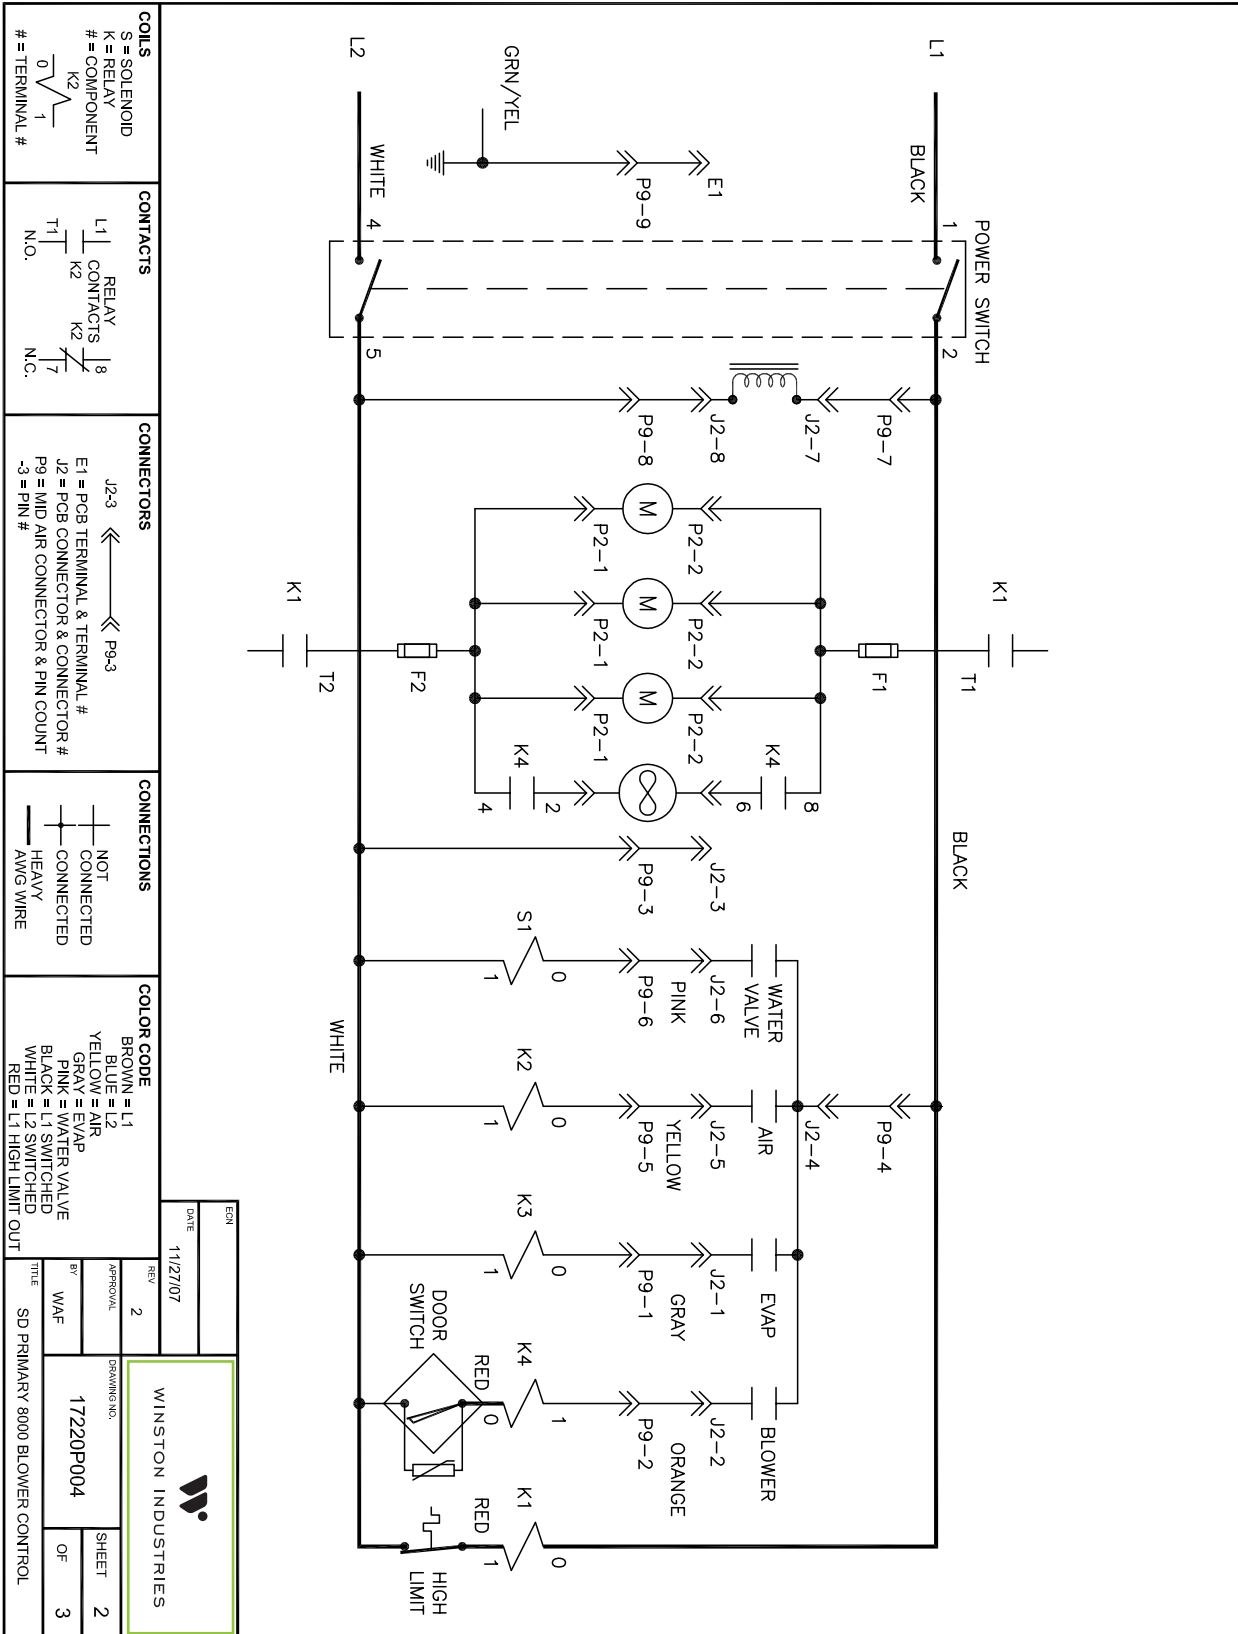 L1
BLACK
1
POWER SWITCH
2
P9-7
J2-7
J2-8
P9-8
L2
GRN/YEL
WHITE
4
P9-9
E1
5
K1
T1
F1
P2-2
M
P2-1
P2-2
M
P2-1
P2-2
M
P2-1
F2
T2
K1
K4
8
6
K4
2
4
BLACK
J2-3
P9-3
WATER
VALVE
J2-6
PINK
P9-6
S1
0
1
WHITE
P9-4
J2-4
AIR
J2-5
YELLOW
P9-5
K2
0
1
EVAP
J2-1
GRAY
P9-1
K3
0
1
BLOWER
J2-2
ORANGE
P9-2
K4
1
0
RED
DOOR
SWITCH
K1
0
1
RED
HIGH
LIMIT
COILS
S = SOLENOID
K = RELAY
# = COMPONENT
K2
0 1
# = TERMINAL #
CONTACTS
RELAY
CONTACTS
L1 K2 K2 8
T1 7
N.O. N.C.
CONNECTORS
J2-3 P9-3
E1 = PCB TERMINAL & TERMINAL #
J2 = PCB CONNECTOR & CONNECTOR #
P9 = MID AIR CONNECTOR & PIN COUNT
-3 = PIN #
CONNECTIONS
NOT
CONNECTED
CONNECTED
HEAVY
AWG WIRE
COLOR CODE
BROWN = L1
BLUE = L2
YELLOW = AIR
GRAY = EVAP
PINK = WATER VALVE
BLACK = L1 SWITCHED
WHITE = L2 SWITCHED
RED = L1 HIGH LIMIT OUT
ECN
DATE
11/27/07
REV
2
APPROVAL
BY
WAF
WINSTON INDUSTRIES
DRAWING NO.
17220P004
SHEET 2
OF 3
TITLE
SD PRIMARY 8000 BLOWER CONTROL